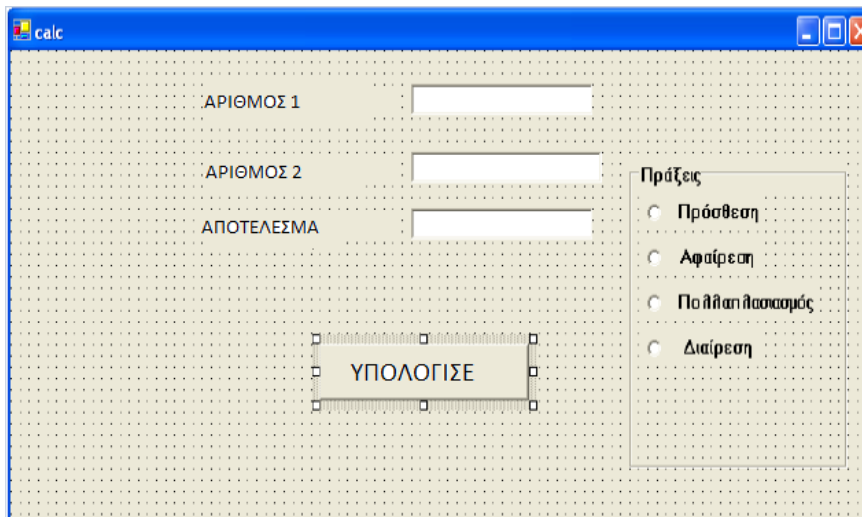 calc
ΑΡΙΘΜΟΣ 1
ΑΡΙΘΜΟΣ 2
ΑΠΟΤΕΛΕΣΜΑ
Πράξεις
Πρόσθεση
Αφαίρεση
Πολλαπλασιασμός
Διαίρεση
ΥΠΟΛΟΓΙΣΕ